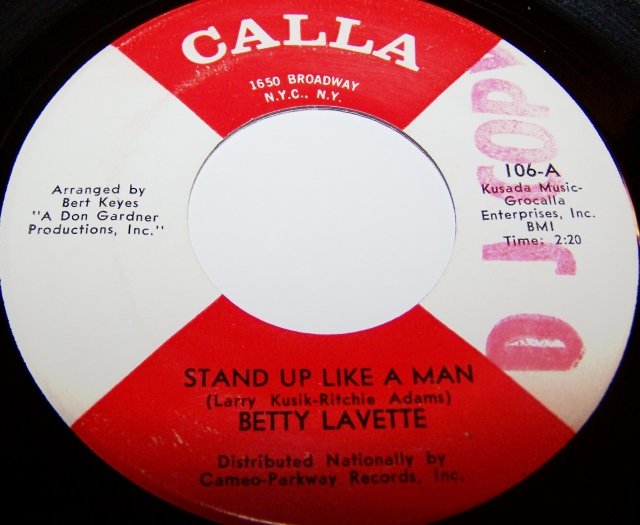 CALLA
1650 BROADWAY
N.Y.C., N.Y.
Arranged by
Bert Keyes
"A Don Gardner
Productions, Inc."
106-A
Kusada Music-
Grocalla
Enterprises, Inc.
BMI
Time: 2:20
D J COPY
STAND UP LIKE A MAN
(Larry Kusik-Ritchie Adams)
BETTY LAVETTE
Distributed Nationally by
Cameo-Parkway Records, Inc.